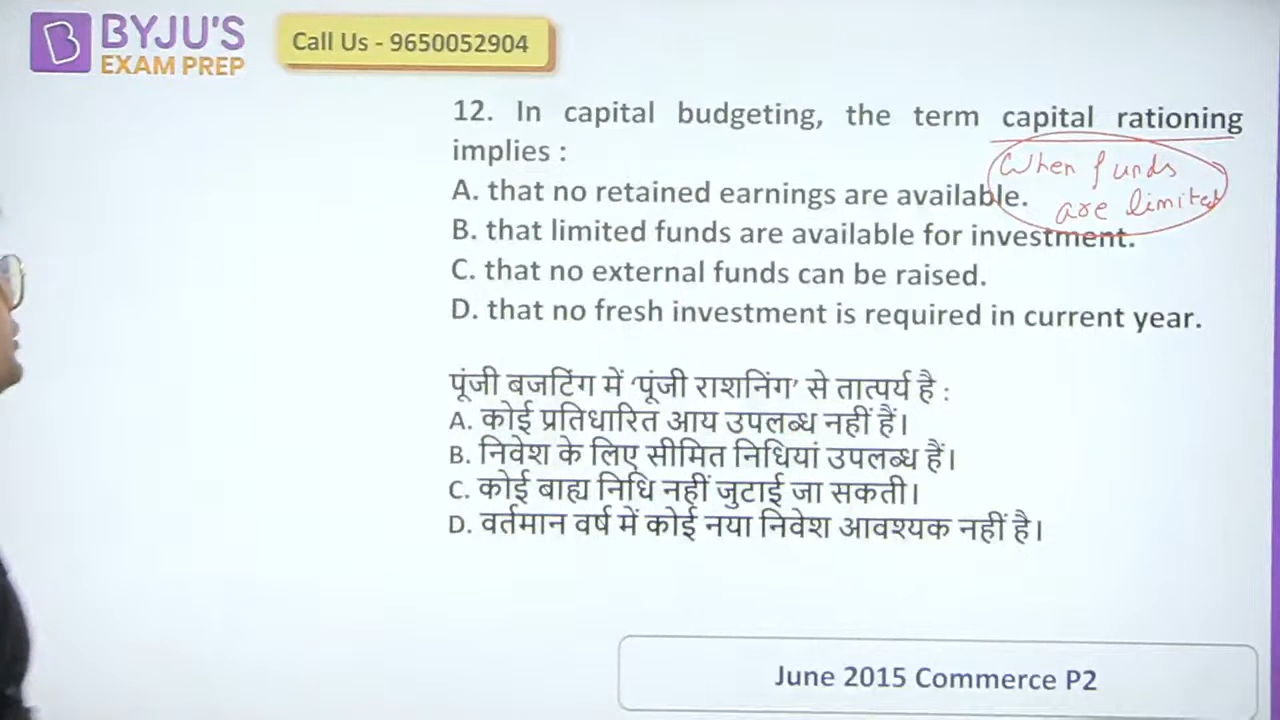 BYJU'S
EXAM PREP
Call Us - 9650052904
12. In capital budgeting, the term capital rationing
implies :
When funds
are limited
A. that no retained earnings are available.
B. that limited funds are available for investment.
C. that no external funds can be raised.
D. that no fresh investment is required in current year.
पूंजी बजटिंग में 'पूंजी राशनिंग' से तात्पर्य है :
A. कोई प्रतिधारित आय उपलब्ध नहीं हैं।
B. निवेश के लिए सीमित निधियां उपलब्ध हैं।
C. कोई बाह्य निधि नहीं जुटाई जा सकती।
D. वर्तमान वर्ष में कोई नया निवेश आवश्यक नहीं है।
June 2015 Commerce P2